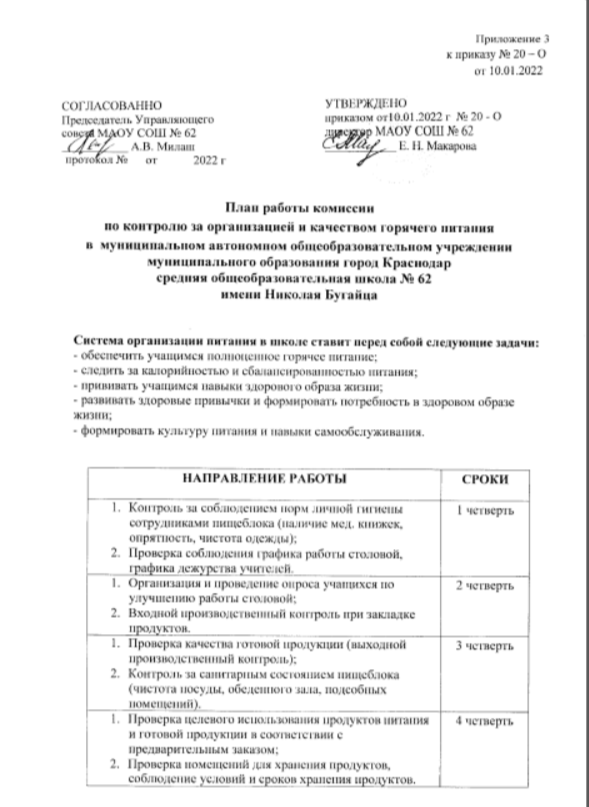 Приложение 3
к приказу № 20 – О
от 10.01.2022
СОГЛАСОВАННО
Председатель Управляющего
совета МАОУ СОШ № 62
А.В. Милаш
протокол № от 2022 г
УТВЕРЖДЕНО
приказом от10.01.2022 г № 20 - О
директор МАОУ СОШ № 62
Е. Н. Макарова
План работы комиссии
по контролю за организацией и качеством горячего питания
в муниципальном автономном общеобразовательном учреждении
муниципального образования город Краснодар
средняя общеобразовательная школа № 62
имени Николая Бугайца
Система организации питания в школе ставит перед собой следующие задачи:
- обеспечить учащимся полноценное горячее питание;
- следить за калорийностью и сбалансированностью питания;
- прививать учащимся навыки здорового образа жизни;
- развивать здоровые привычки и формировать потребность в здоровом образе
жизни;
- формировать культуру питания и навыки самообслуживания.
НАПРАВЛЕНИЕ РАБОТЫ СРОКИ
1. Контроль за соблюдением норм личной гигиены 1 четверть
сотрудниками пищеблока (наличие мед. книжек,
опрятность, чистота одежды);
2. Проверка соблюдения графика работы столовой,
графика дежурства учителей.
1. Организация и проведение опроса учащихся по 2 четверть
улучшению работы столовой;
2. Входной производственный контроль при закладке
продуктов.
1. Проверка качества готовой продукции (выходной 3 четверть
производственный контроль);
2. Контроль за санитарным состоянием пищеблока
(чистота посуды, обеденного зала, подсобных
помещений).
1. Проверка целевого использования продуктов питания 4 четверть
и готовой продукции в соответствии с
предварительным заказом;
2. Проверка помещений для хранения продуктов,
соблюдение условий и сроков хранения продуктов.